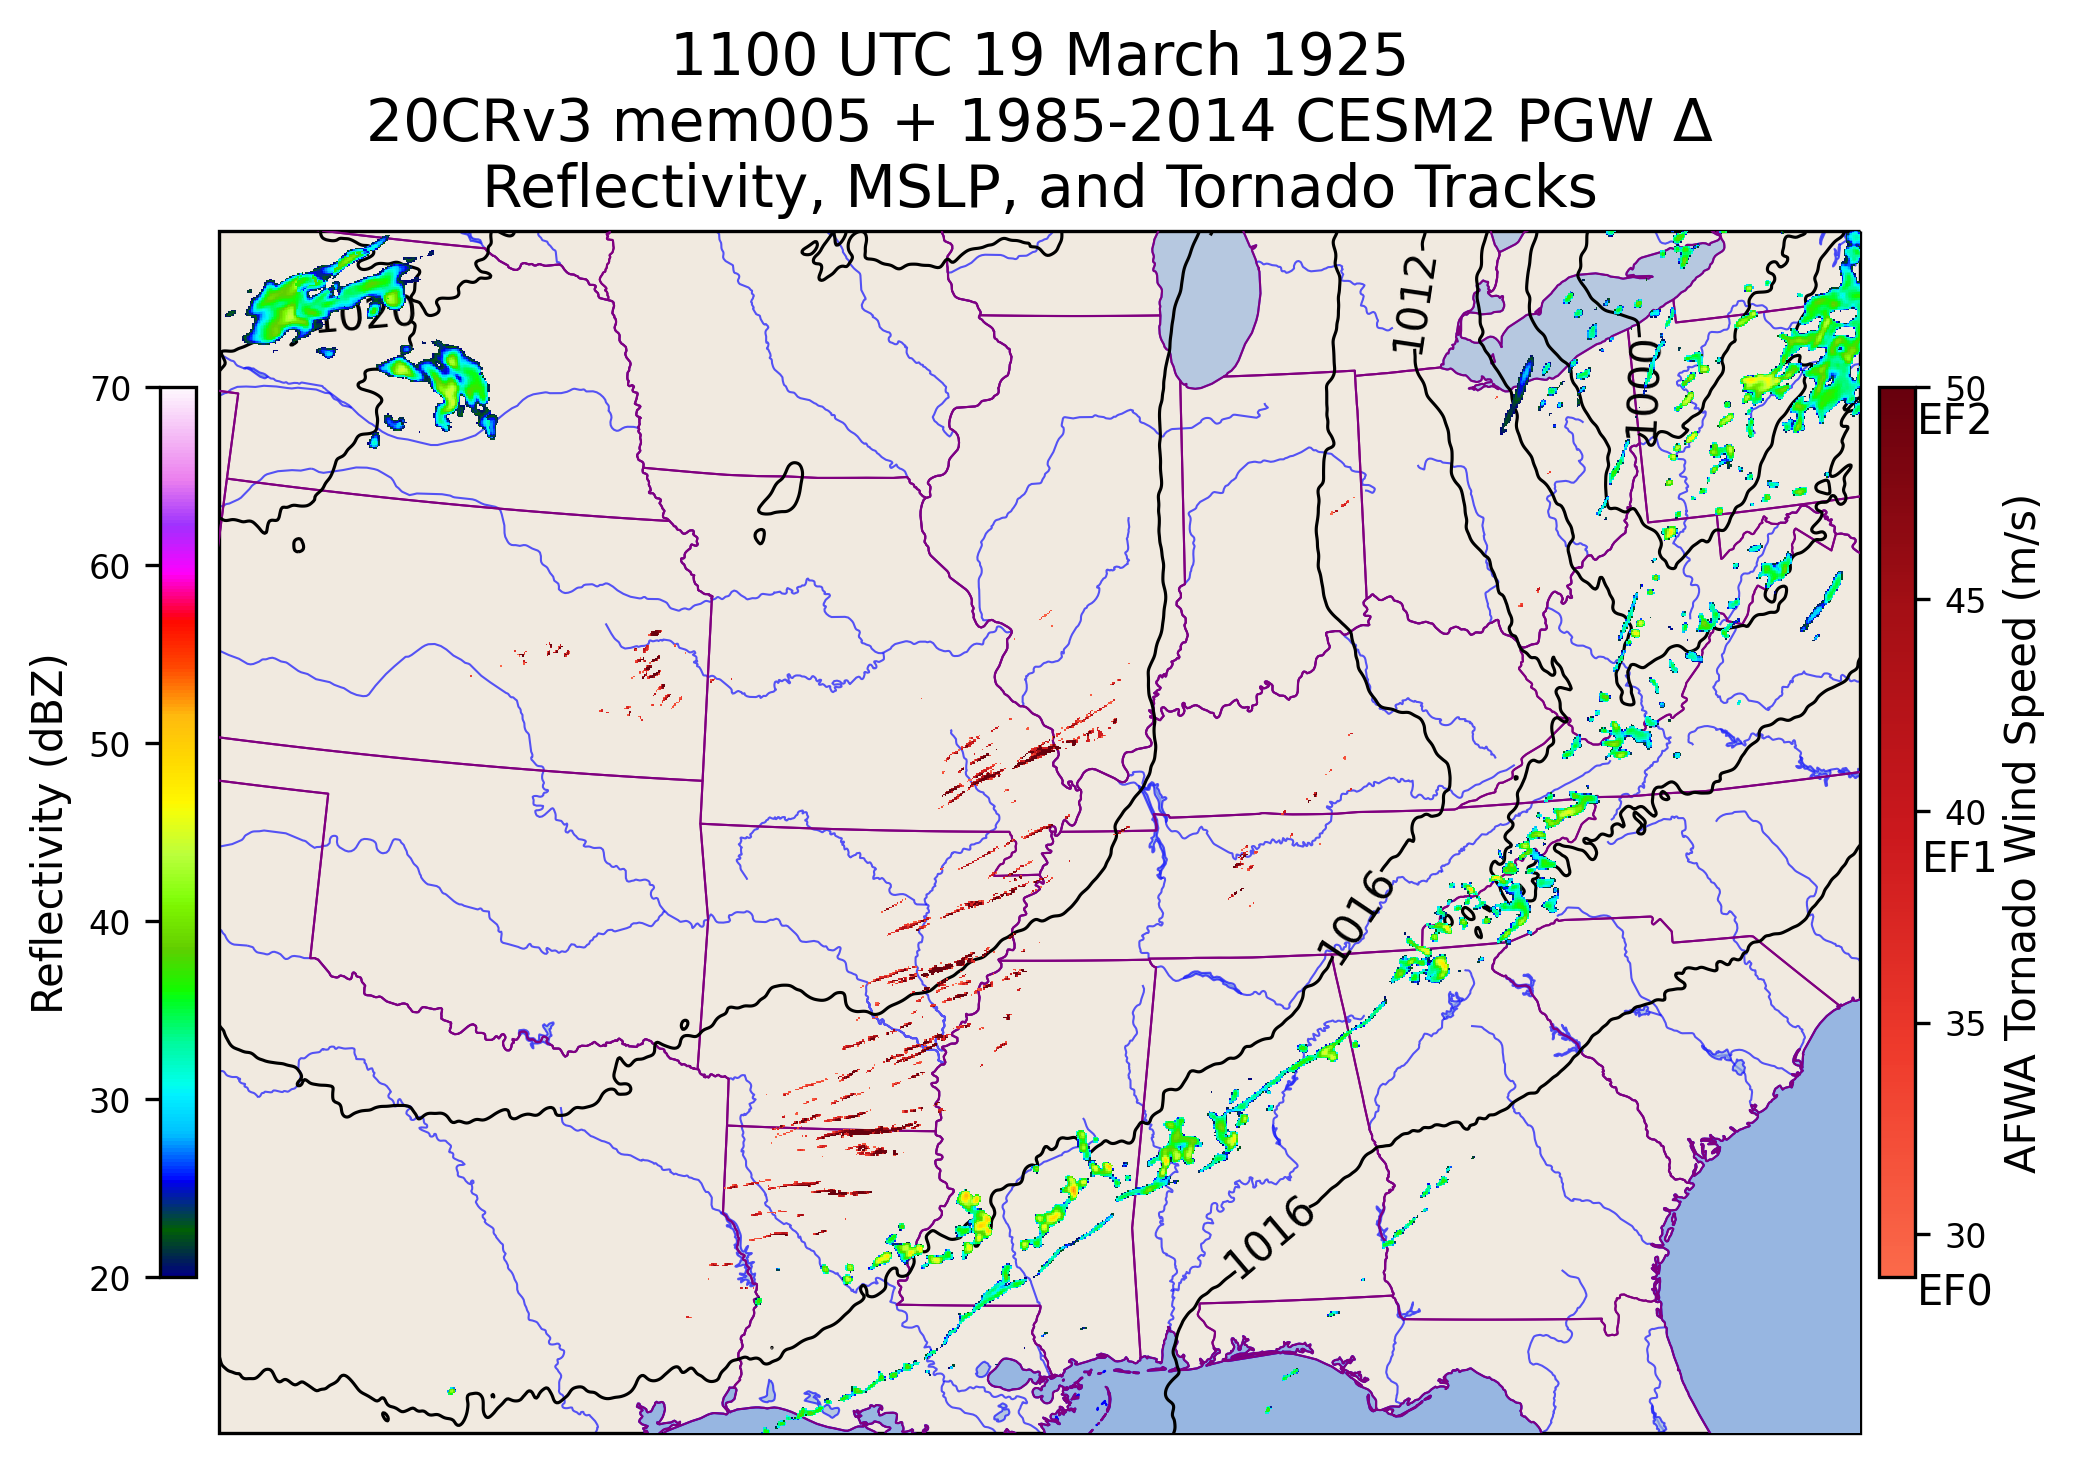 1100 UTC 19 March 1925
20CRv3 mem005 + 1985-2014 CESM2 PGW Δ
Reflectivity, MSLP, and Tornado Tracks
1020
1012
1000
1016
1016
Reflectivity (dBZ)
70
60
50
40
30
20
50
EF2
45
40
EF1
35
30
EF0
AFWA Tornado Wind Speed (m/s)